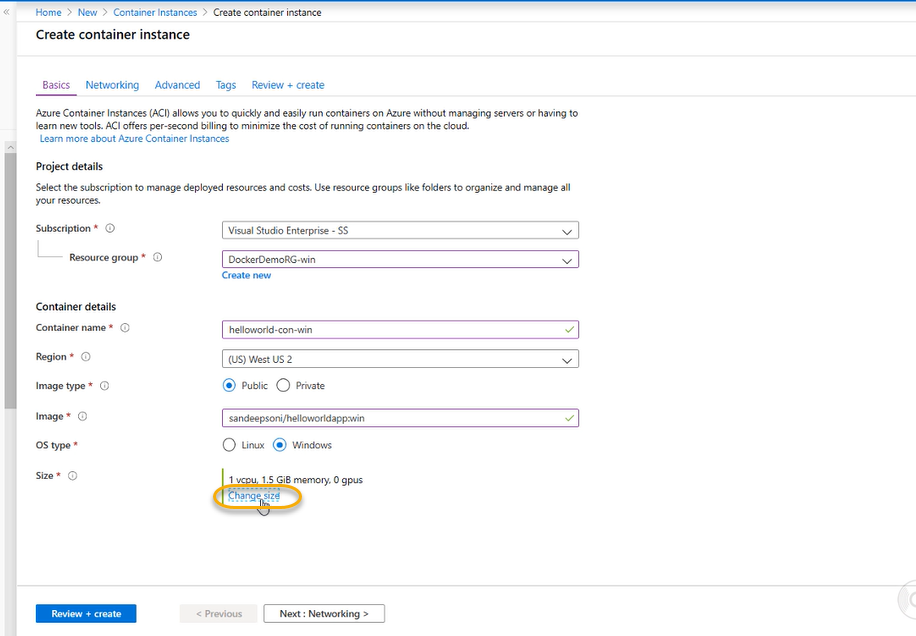 Home > New > Container Instances > Create container instance
Create container instance
Basics Networking Advanced Tags Review + create
Azure Container Instances (ACI) allows you to quickly and easily run containers on Azure without managing servers or having to
learn new tools. ACI offers per-second billing to minimize the cost of running containers on the cloud.
Learn more about Azure Container Instances
Project details
Select the subscription to manage deployed resources and costs. Use resource groups like folders to organize and manage all
your resources.
Subscription * Visual Studio Enterprise - SS
Resource group * DockerDemoRG-win
Create new
Container details
Container name * helloworld-con-win
Region * (US) West US 2
Image type * Public Private
Image * sandeepsoni/helloworldapp:win
OS type * Linux Windows
Size * 1 vcpu, 1.5 GiB memory, 0 gpus
Change size
Review + create < Previous Next : Networking >